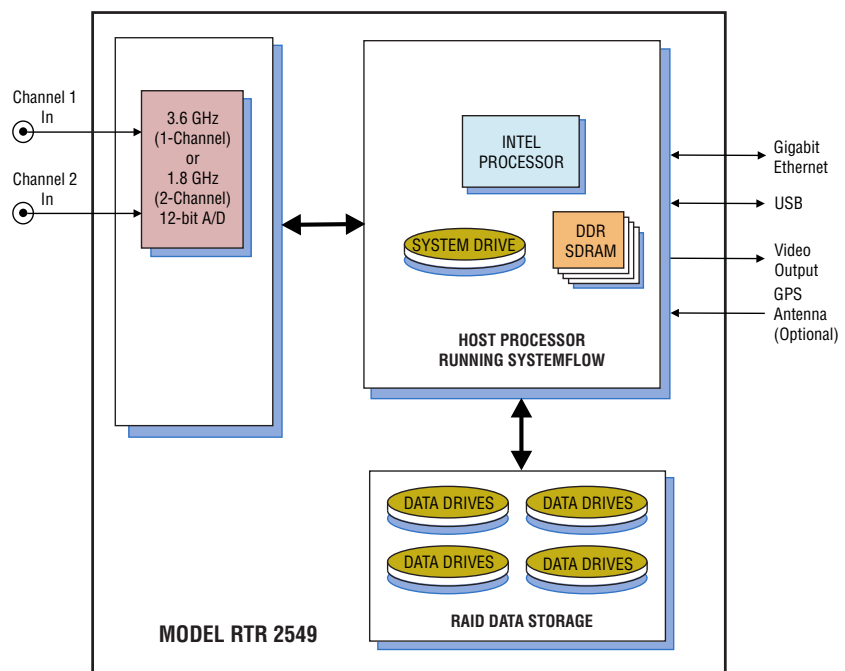 Channel 1
In
Channel 2
In
3.6 GHz
(1-Channel)
or
1.8 GHz
(2-Channel)
12-bit A/D
INTEL
PROCESSOR
SYSTEM DRIVE
DDR
SDRAM
HOST PROCESSOR
RUNNING SYSTEMFLOW
Gigabit
Ethernet
USB
Video
Output
GPS
Antenna
(Optional)
DATA DRIVES
DATA DRIVES
DATA DRIVES
DATA DRIVES
RAID DATA STORAGE
MODEL RTR 2549